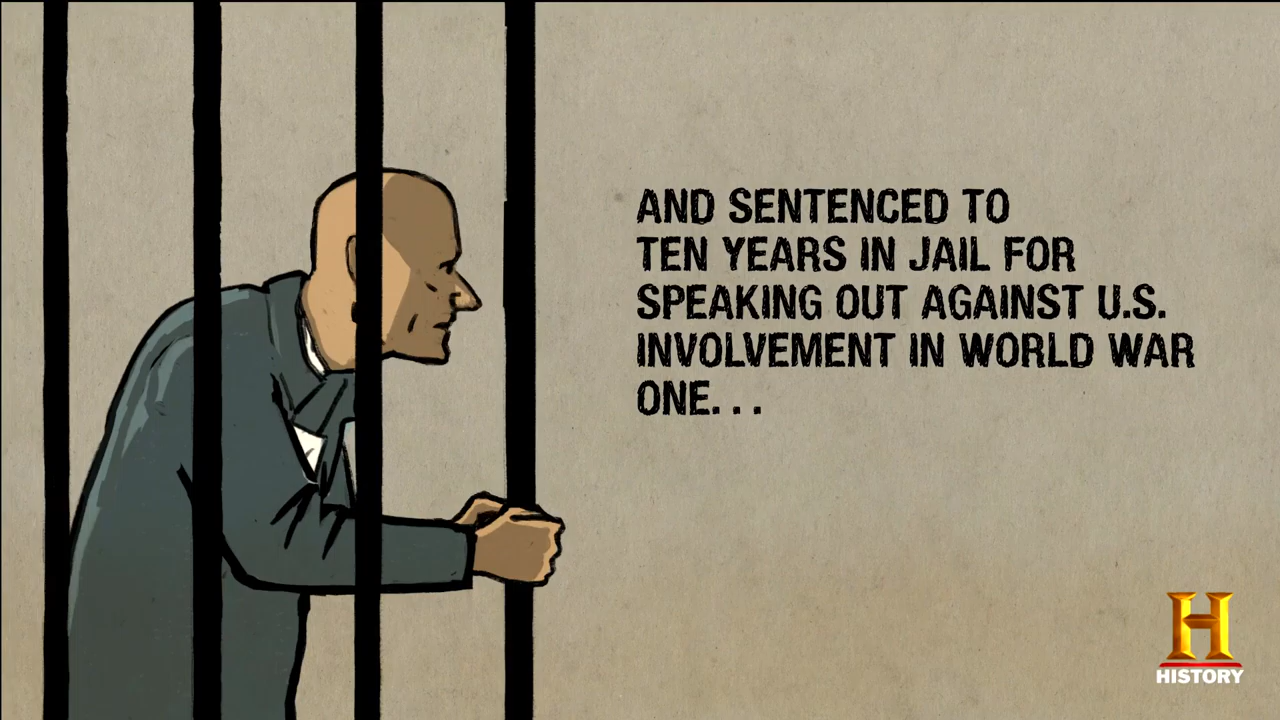 AND SENTENCED TO
TEN YEARS IN JAIL FOR
SPEAKING OUT AGAINST U.S.
INVOLVEMENT IN WORLD WAR
ONE...
H
HISTORY